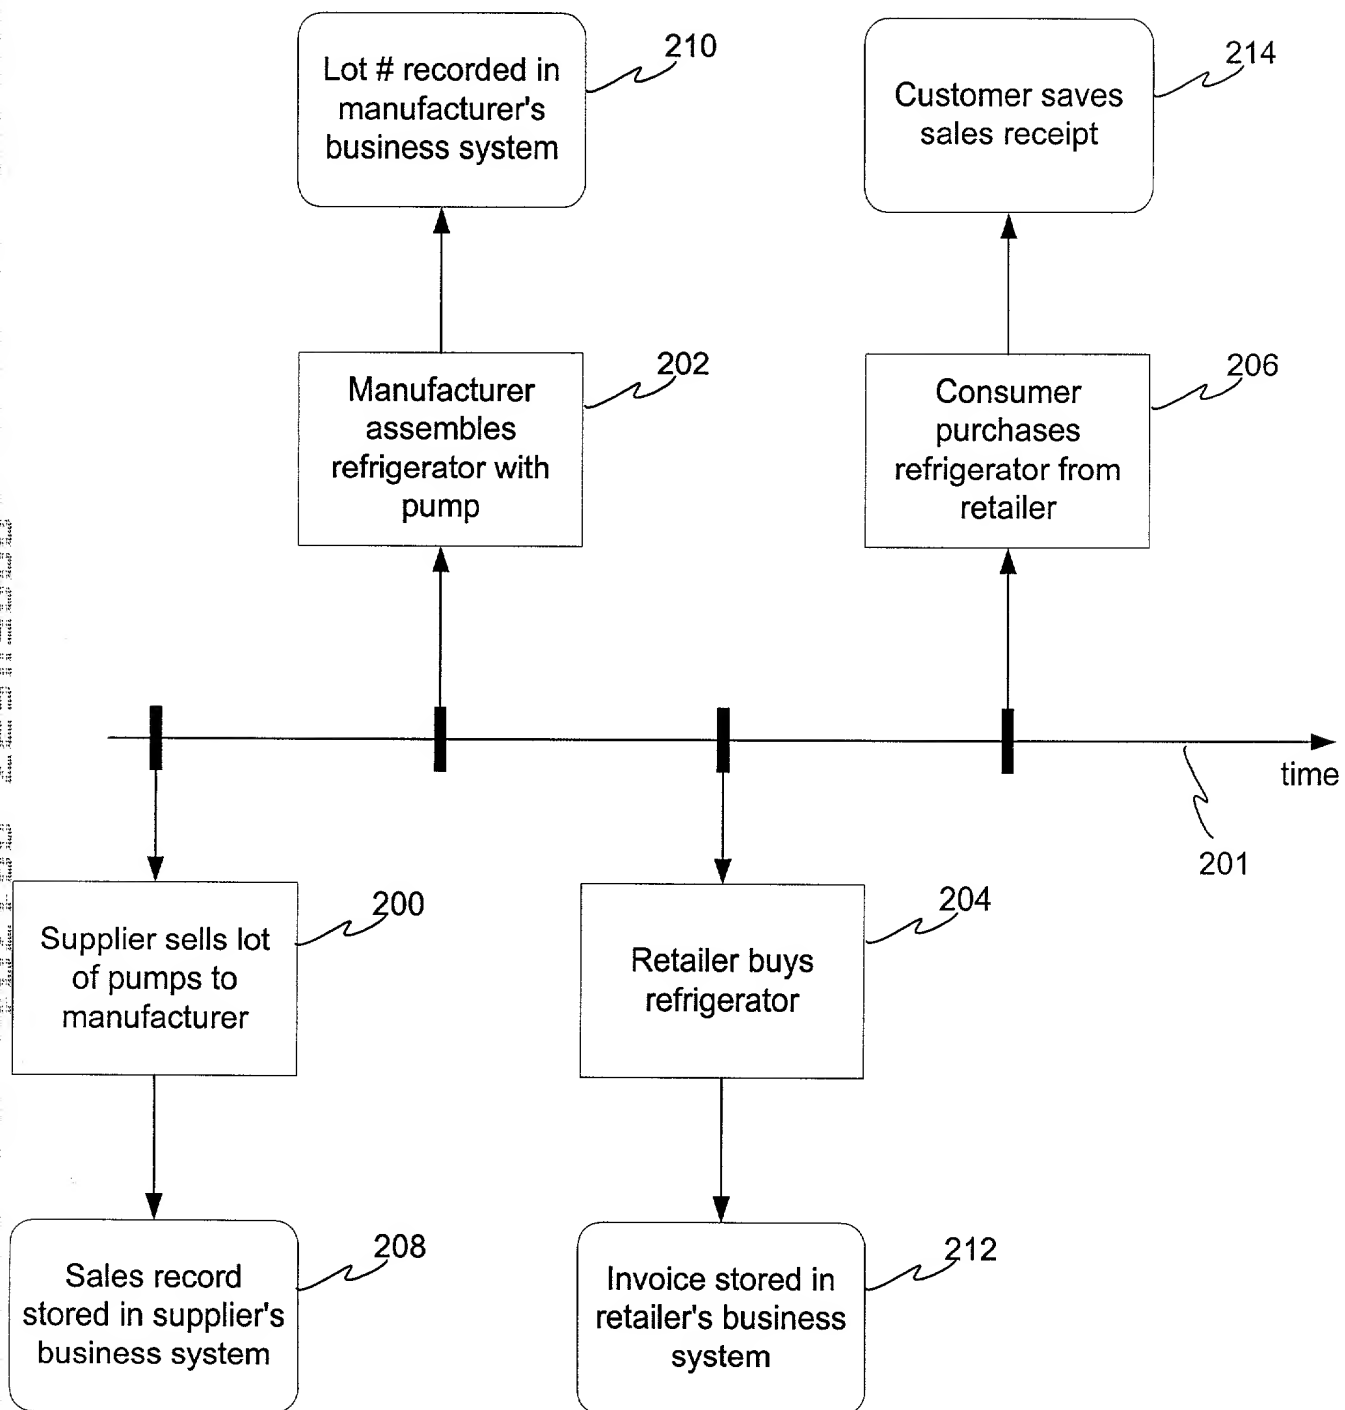 210
Lot # recorded in
manufacturer's
business system
214
Customer saves
sales receipt
202
Manufacturer
assembles
refrigerator with
pump
206
Consumer
purchases
refrigerator from
retailer
time
201
200
Supplier sells lot
of pumps to
manufacturer
204
Retailer buys
refrigerator
208
Sales record
stored in supplier's
business system
212
Invoice stored in
retailer's business
system